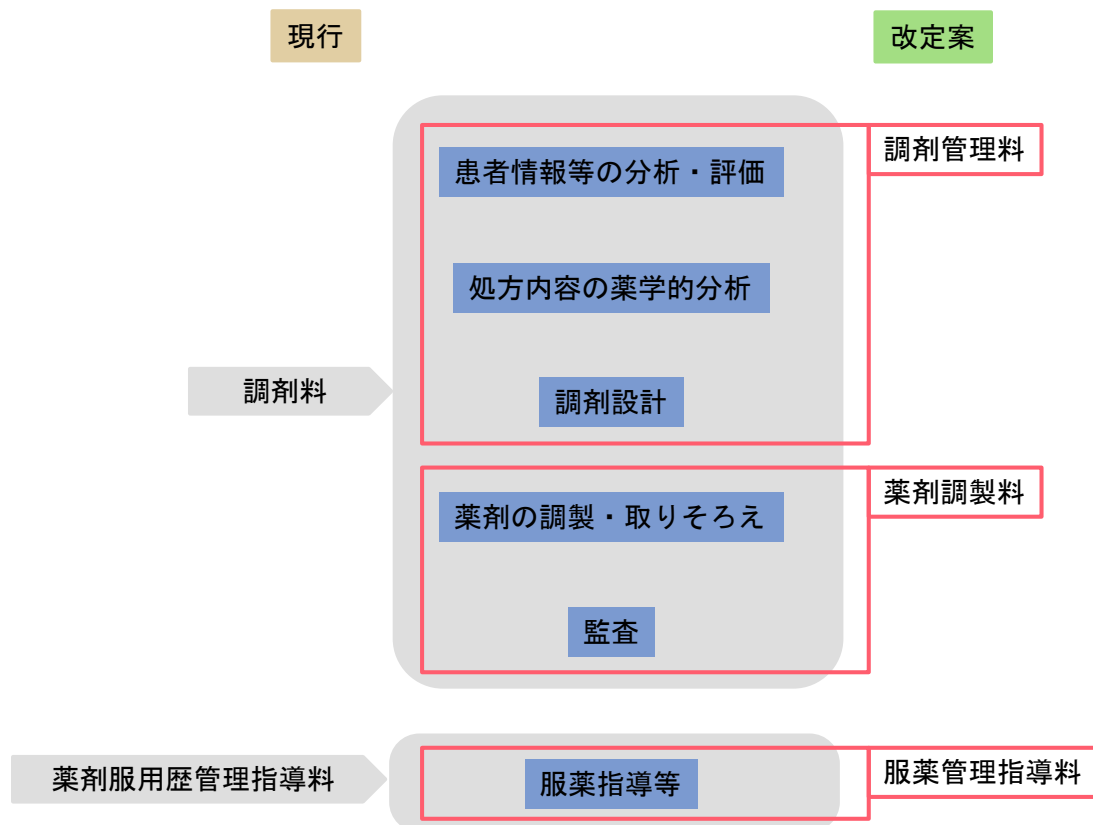 現行
改定案
調剤管理料
患者情報等の分析・評価
処方内容の薬学的分析
調剤料
調剤設計
薬剤調製料
薬剤の調製・取りそろえ
監査
薬剤服用歴管理指導料
服薬指導等
服薬管理指導料